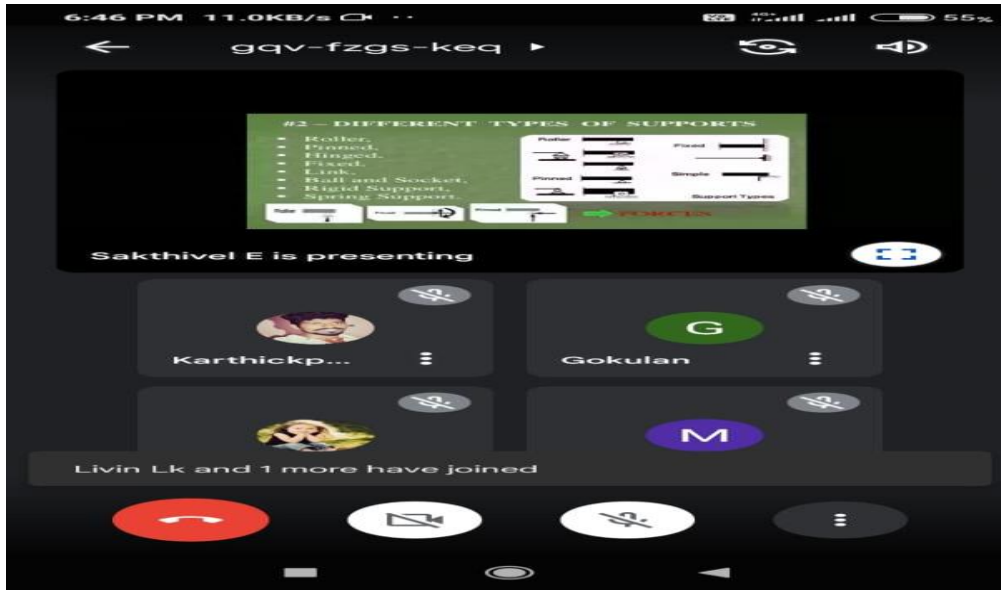 6:46 PM 11.0KB/s
4G+
55%
gqv-fzgs-keq
#2 – DIFFERENT TYPES OF SUPPORTS
Roller.
Pinned.
Hinged.
Fixed.
Link.
Ball and Socket.
Rigid Support.
Spring Support.
Roller
Fixed
Pinned
Simple
Support Types
FORCES
Sakthivel E is presenting
Karthickp...
G
Gokulan
M
Livin Lk and 1 more have joined